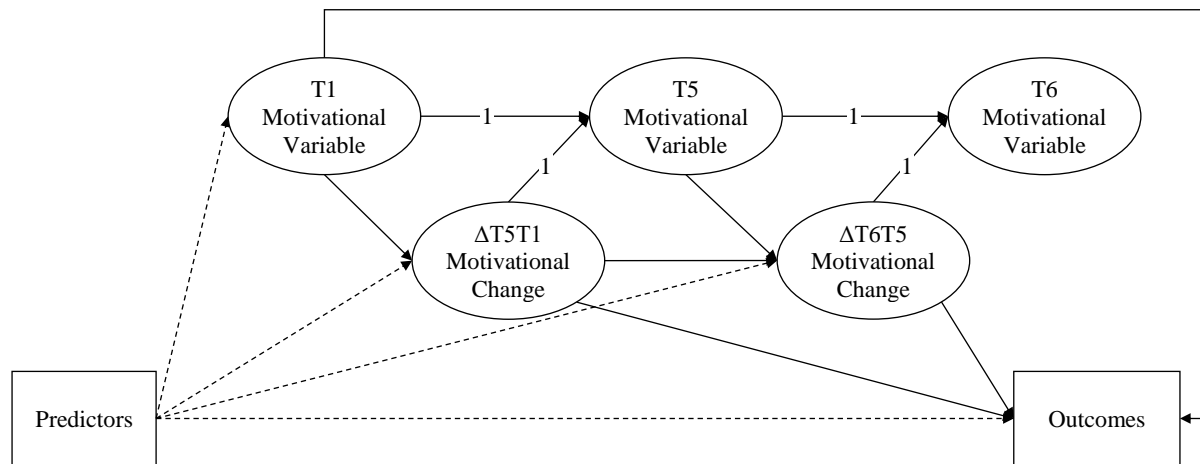 T1
Motivational
Variable
1
T5
Motivational
Variable
1
T6
Motivational
Variable
1
1
ΔT5T1
Motivational
Change
ΔT6T5
Motivational
Change
Predictors
Outcomes